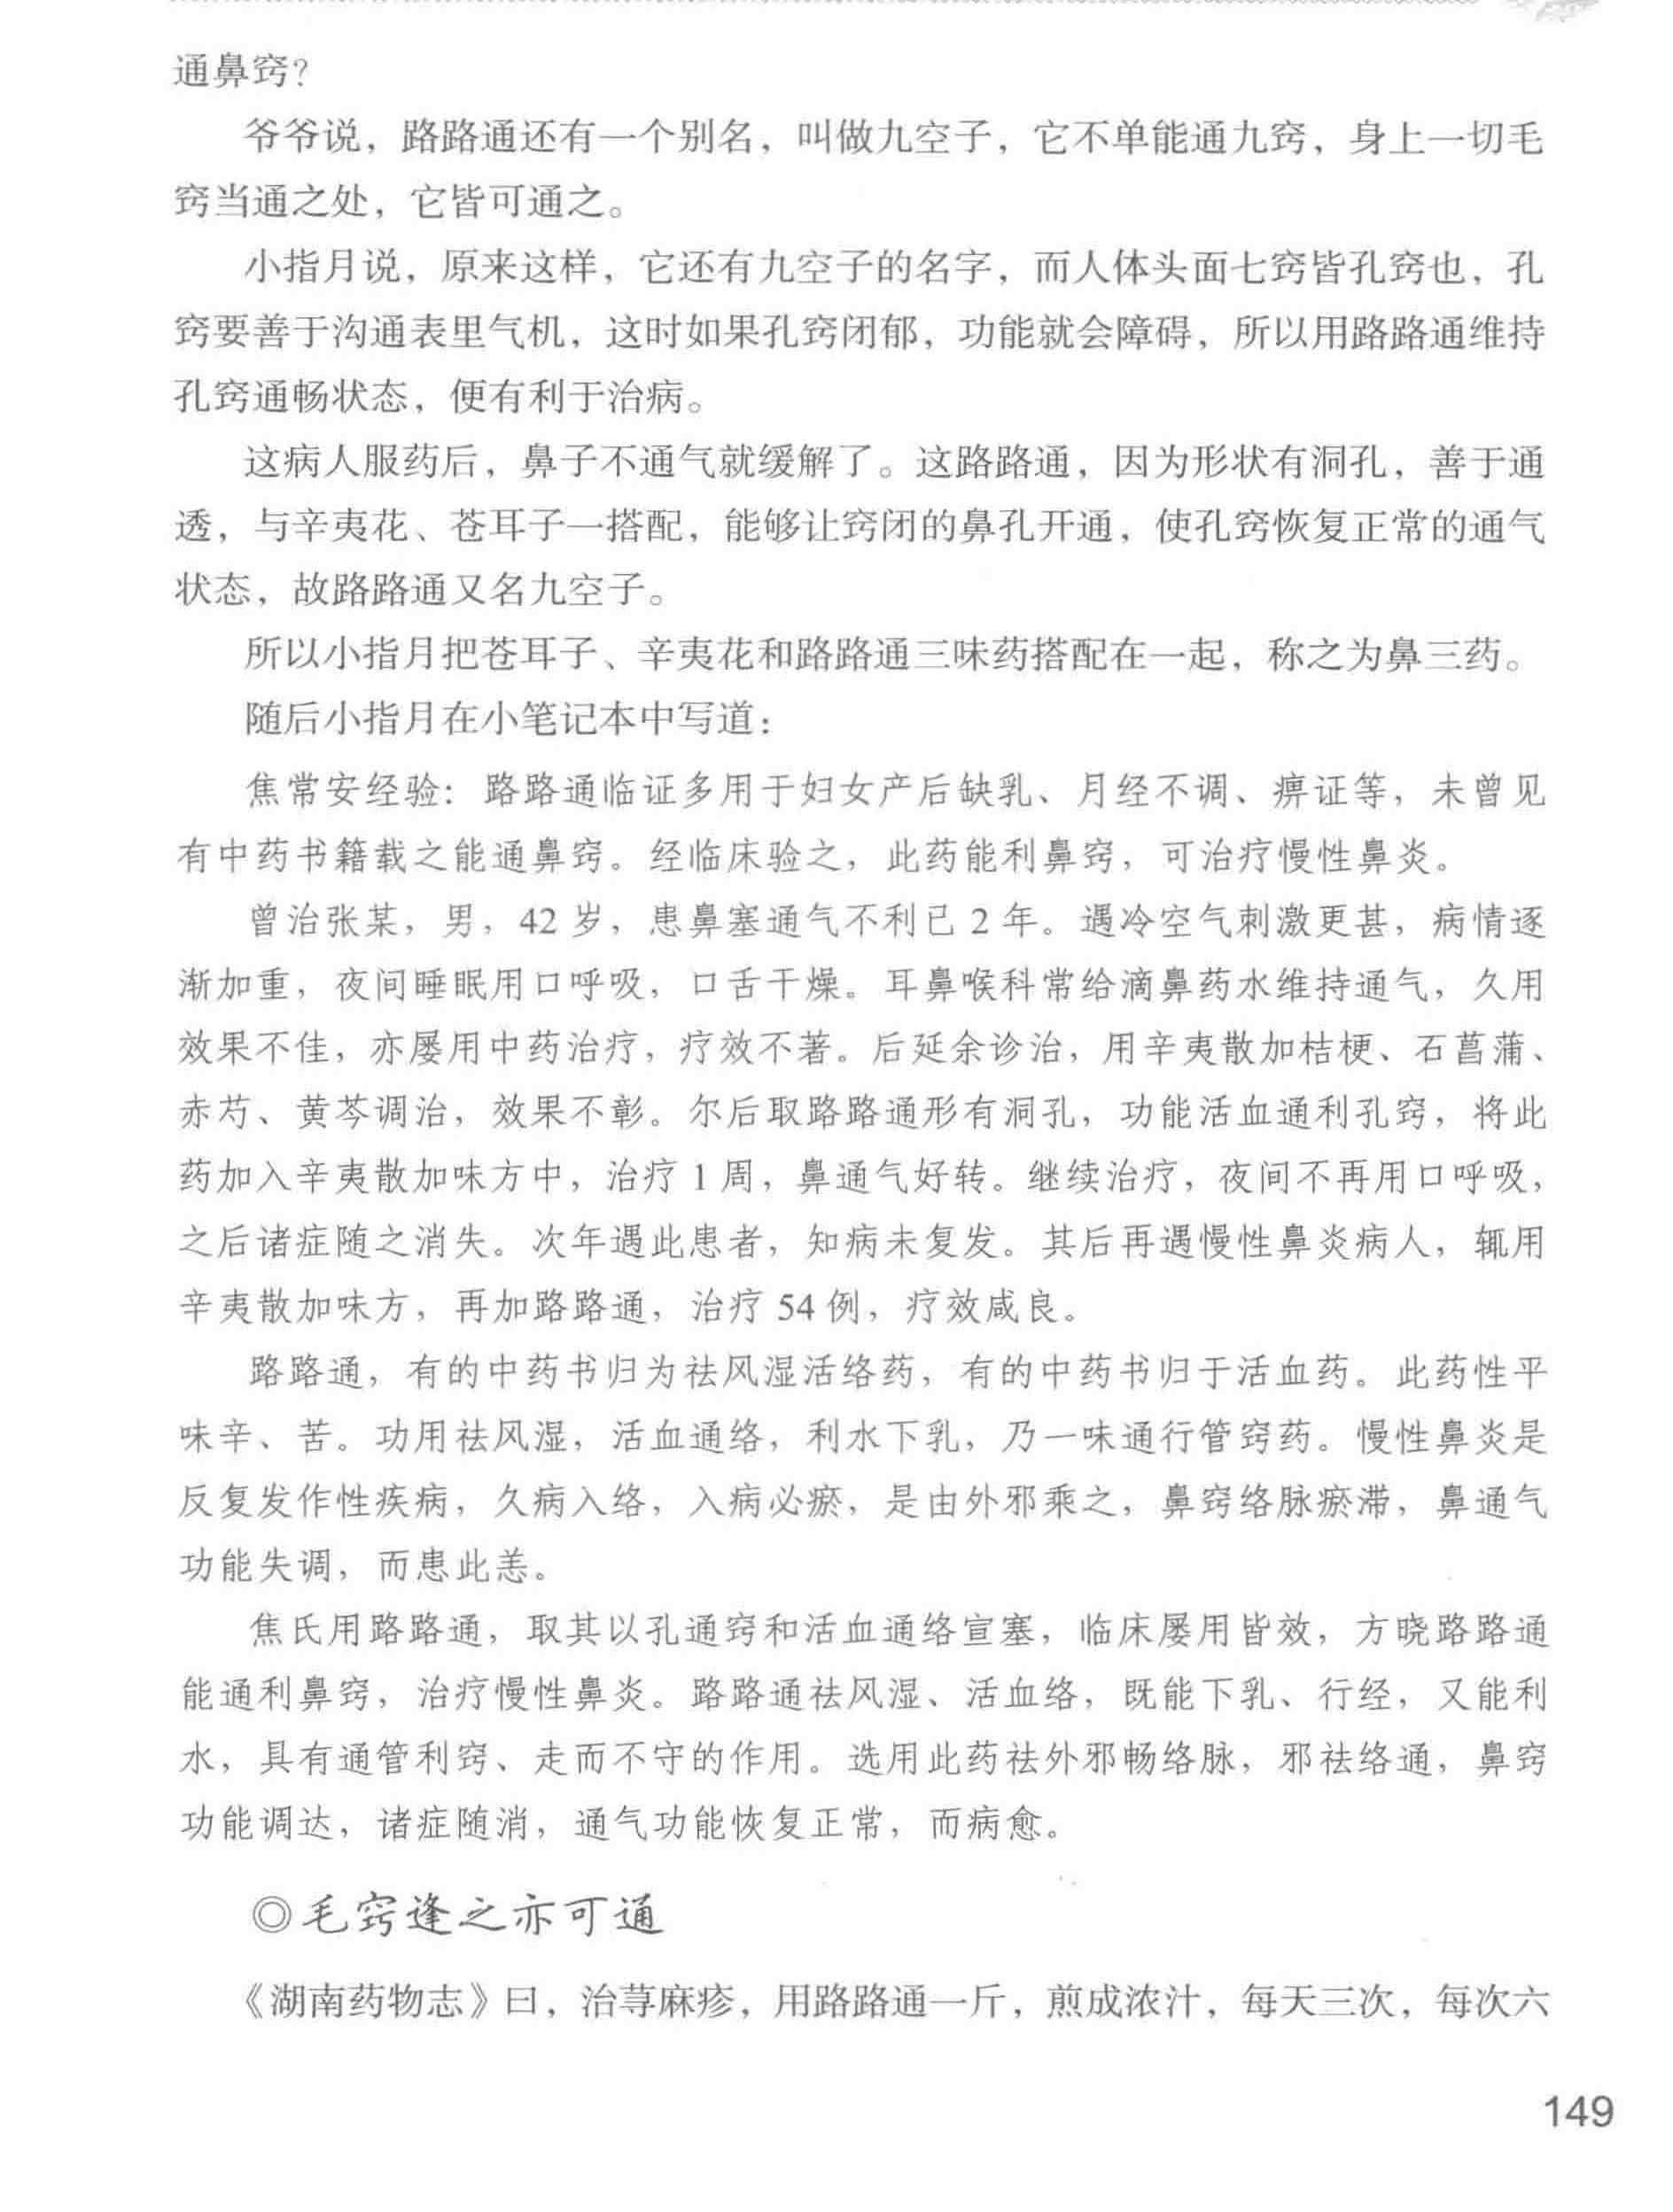 通鼻窍？
爷爷说，路路通还有一个别名，叫做九空子，它不单能通九窍，身上一切毛
窍当通之处，它皆可通之。
小指月说，原来这样，它还有九空子的名字，而人体头面七窍皆孔窍也，孔
窍要善于沟通表里气机，这时如果孔窍闭郁，功能就会障碍，所以用路路通维持
孔窍通畅状态，便有利于治病。
这病人服药后，鼻子不通气就缓解了。这路路通，因为形状有洞孔，善于通
透，与辛夷花、苍耳子一搭配，能够让窍闭的鼻孔开通，使孔窍恢复正常的通气
状态，故路路通又名九空子。
所以小指月把苍耳子、辛夷花和路路通三味药搭配在一起，称之为鼻三药。
随后小指月在小笔记本中写道：
焦常安经验：路路通临证多用于妇女产后缺乳、月经不调、痹证等，未曾见
有中药书籍载之能通鼻窍。经临床验之，此药能利鼻窍，可治疗慢性鼻炎。
曾治张某，男，42 岁，患鼻塞通气不利已 2 年。遇冷空气刺激更甚，病情逐
渐加重，夜间睡眠用口呼吸，口舌干燥。耳鼻喉科常给滴鼻药水维持通气，久用
效果不佳，亦屡用中药治疗，疗效不著。后延余诊治，用辛夷散加桔梗、石菖蒲、
赤芍、黄芩调治，效果不彰。尔后取路路通形有洞孔，功能活血通利孔窍，将此
药加入辛夷散加味方中，治疗 1 周，鼻通气好转。继续治疗，夜间不再用口呼吸，
之后诸症随之消失。次年遇此患者，知病未复发。其后再遇慢性鼻炎病人，辄用
辛夷散加味方，再加路路通，治疗 54 例，疗效咸良。
路路通，有的中药书归为祛风湿活络药，有的中药书归于活血药。此药性平
味辛、苦。功用祛风湿，活血通络，利水下乳，乃一味通行管窍药。慢性鼻炎是
反复发作性疾病，久病入络，入病必瘀，是由外邪乘之，鼻窍络脉瘀滞，鼻通气
功能失调，而患此恙。
焦氏用路路通，取其以孔通窍和活血通络宣塞，临床屡用皆效，方晓路路通
能通利鼻窍，治疗慢性鼻炎。路路通祛风湿、活血络，既能下乳、行经，又能利
水，具有通管利窍、走而不守的作用。选用此药祛外邪畅络脉，邪祛络通，鼻窍
功能调达，诸症随消，通气功能恢复正常，而病愈。
◎毛窍逢之亦可通
《湖南药物志》曰，治荨麻疹，用路路通一斤，煎成浓汁，每天三次，每次六
149